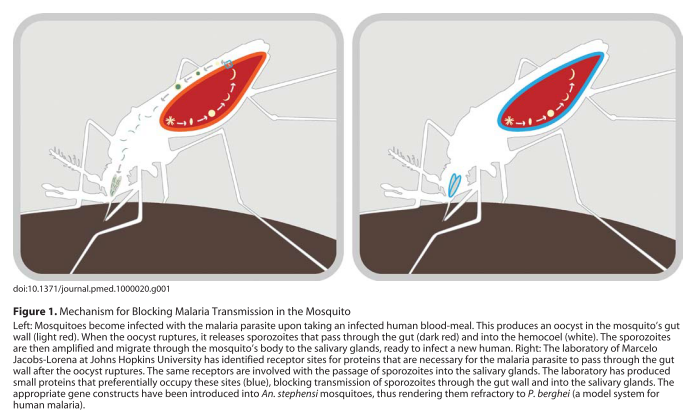 doi:10.1371/journal.pmed.1000020.g001
Figure 1. Mechanism for Blocking Malaria Transmission in the Mosquito
Left: Mosquitoes become infected with the malaria parasite upon taking an infected human blood-meal. This produces an oocyst in the mosquito's gut
wall (light red). When the oocyst ruptures, it releases sporozoites that pass through the gut (dark red) and into the hemocoel (white). The sporozoites
are then amplified and migrate through the mosquito's body to the salivary glands, ready to infect a new human. Right: The laboratory of Marcelo
Jacobs-Lorena at Johns Hopkins University has identified receptor sites for proteins that are necessary for the malaria parasite to pass through the gut
wall after the oocyst ruptures. The same receptors are involved with the passage of sporozoites into the salivary glands. The laboratory has produced
small proteins that preferentially occupy these sites (blue), blocking transmission of sporozoites through the gut wall and into the salivary glands. The
appropriate gene constructs have been introduced into An. stephensi mosquitoes, thus rendering them refractory to P. berghei (a model system for
human malaria).